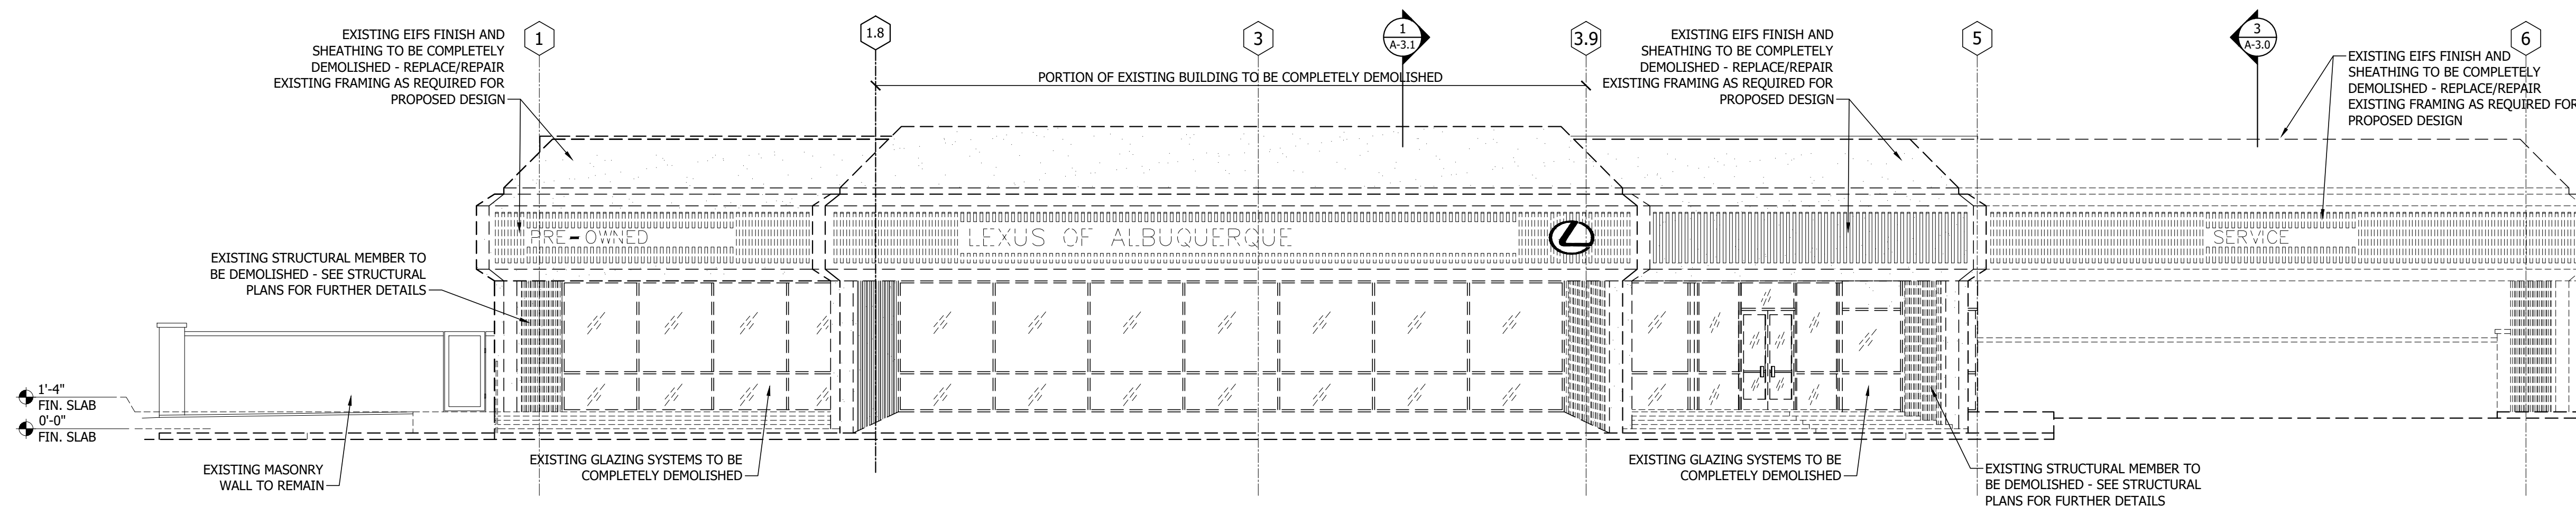 EXISTING EIFS FINISH AND
SHEATHING TO BE COMPLETELY
DEMOLISHED - REPLACE/REPAIR
EXISTING FRAMING AS REQUIRED FOR
PROPOSED DESIGN
1
1.8
3
1
A-3.1
3.9
PORTION OF EXISTING BUILDING TO BE COMPLETELY DEMOLISHED
EXISTING EIFS FINISH AND
SHEATHING TO BE COMPLETELY
DEMOLISHED - REPLACE/REPAIR
EXISTING FRAMING AS REQUIRED FOR
PROPOSED DESIGN
5
3
A-3.0
6
EXISTING EIFS FINISH AND
SHEATHING TO BE COMPLETELY
DEMOLISHED - REPLACE/REPAIR
EXISTING FRAMING AS REQUIRED FOR
PROPOSED DESIGN
PRE-OWNED
LEXUS OF ALBUQUERQUE
SERVICE
EXISTING STRUCTURAL MEMBER TO
BE DEMOLISHED - SEE STRUCTURAL
PLANS FOR FURTHER DETAILS
1'-4"
FIN. SLAB
0'-0"
FIN. SLAB
EXISTING MASONRY
WALL TO REMAIN
EXISTING GLAZING SYSTEMS TO BE
COMPLETELY DEMOLISHED
EXISTING GLAZING SYSTEMS TO BE
COMPLETELY DEMOLISHED
EXISTING STRUCTURAL MEMBER TO
BE DEMOLISHED - SEE STRUCTURAL
PLANS FOR FURTHER DETAILS